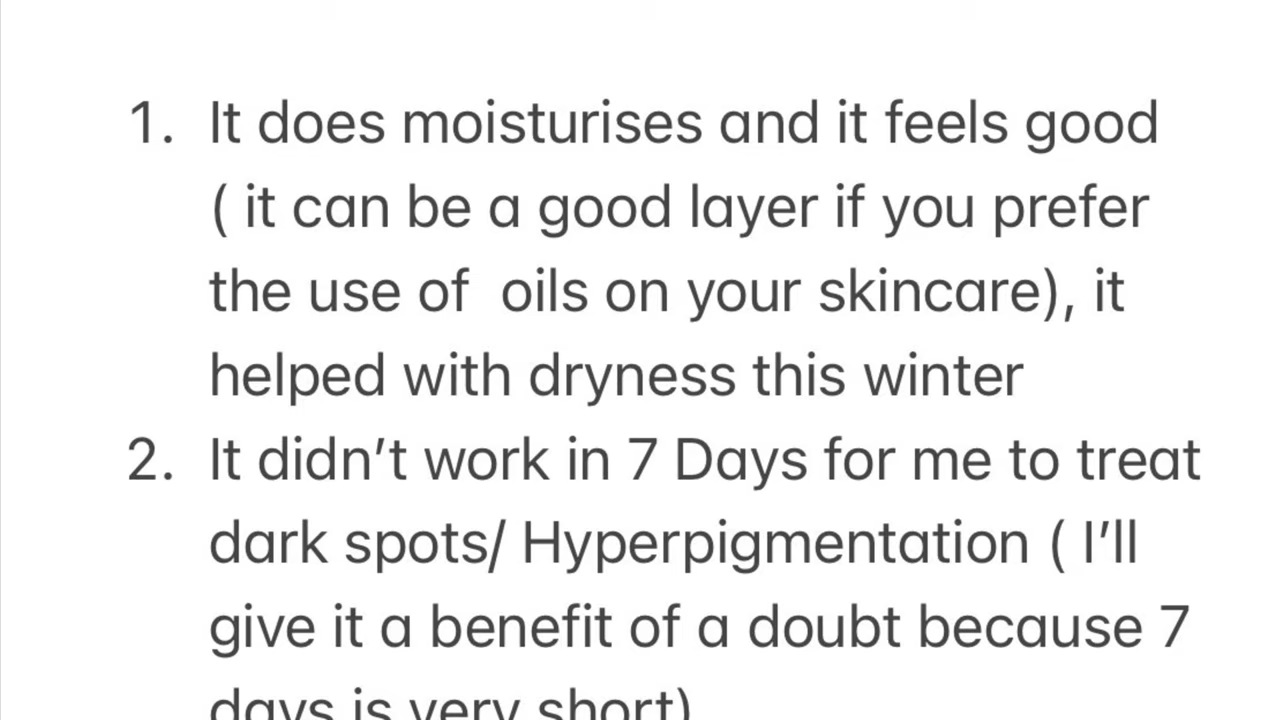 1. It does moisturises and it feels good
( it can be a good layer if you prefer
the use of  oils on your skincare), it
helped with dryness this winter
2. It didn’t work in 7 Days for me to treat
dark spots/ Hyperpigmentation ( I’ll
give it a benefit of a doubt because 7
days is very short)